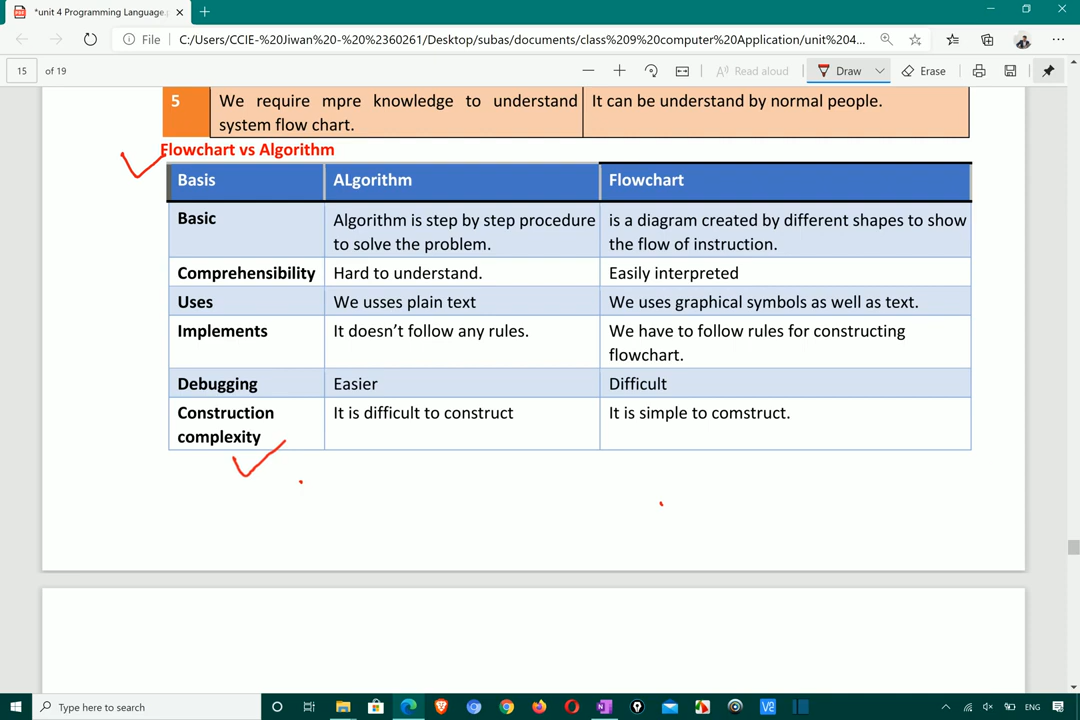 *unit 4 Programming Language.
File
C:/Users/CCIE-%20Jiwan%20-%20%2360261/Desktop/subas/documents/class%209%20computer%20Application/unit%204...
15 of 19
Read aloud
Draw
Erase
5
We require mpre knowledge to understand
system flow chart.
It can be understand by normal people.
Flowchart vs Algorithm
Basis
ALgorithm
Flowchart
Basic
Algorithm is step by step procedure
to solve the problem.
is a diagram created by different shapes to show
the flow of instruction.
Comprehensibility
Hard to understand.
Easily interpreted
Uses
We usses plain text
We uses graphical symbols as well as text.
Implements
It doesn’t follow any rules.
We have to follow rules for constructing
flowchart.
Debugging
Easier
Difficult
Construction
complexity
It is difficult to construct
It is simple to comstruct.
Type here to search
ENG